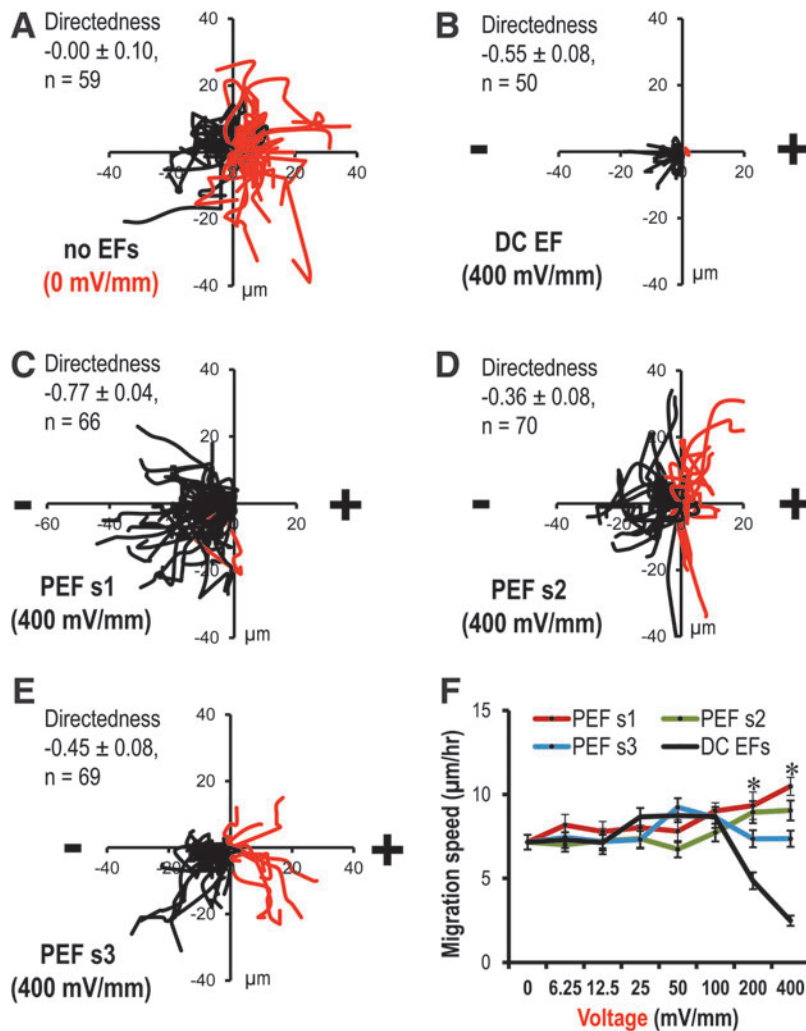 A
Directedness
-0.00 ± 0.10,
n = 59
40
20
-40
-20
0
20
40
-20
-40
µm
no EFs
(0 mV/mm)
B
Directedness
-0.55 ± 0.08,
n = 50
40
20
-
+
-40
-20
0
20
-20
-40
µm
DC EF
(400 mV/mm)
C
Directedness
-0.77 ± 0.04,
n = 66
40
20
-
+
-60
-40
-20
0
20
-20
-40
µm
PEF s1
(400 mV/mm)
D
Directedness
-0.36 ± 0.08,
n = 70
40
20
-
+
-40
-20
0
20
-20
-40
µm
PEF s2
(400 mV/mm)
E
Directedness
-0.45 ± 0.08,
n = 69
40
20
-
+
-40
-20
0
20
40
-20
-40
µm
PEF s3
(400 mV/mm)
F
PEF s1 PEF s2
PEF s3 DC EFs
Migration speed (µm/hr)
15
10
5
0
* *
0 6.25 12.5 25 50 100 200 400
Voltage (mV/mm)